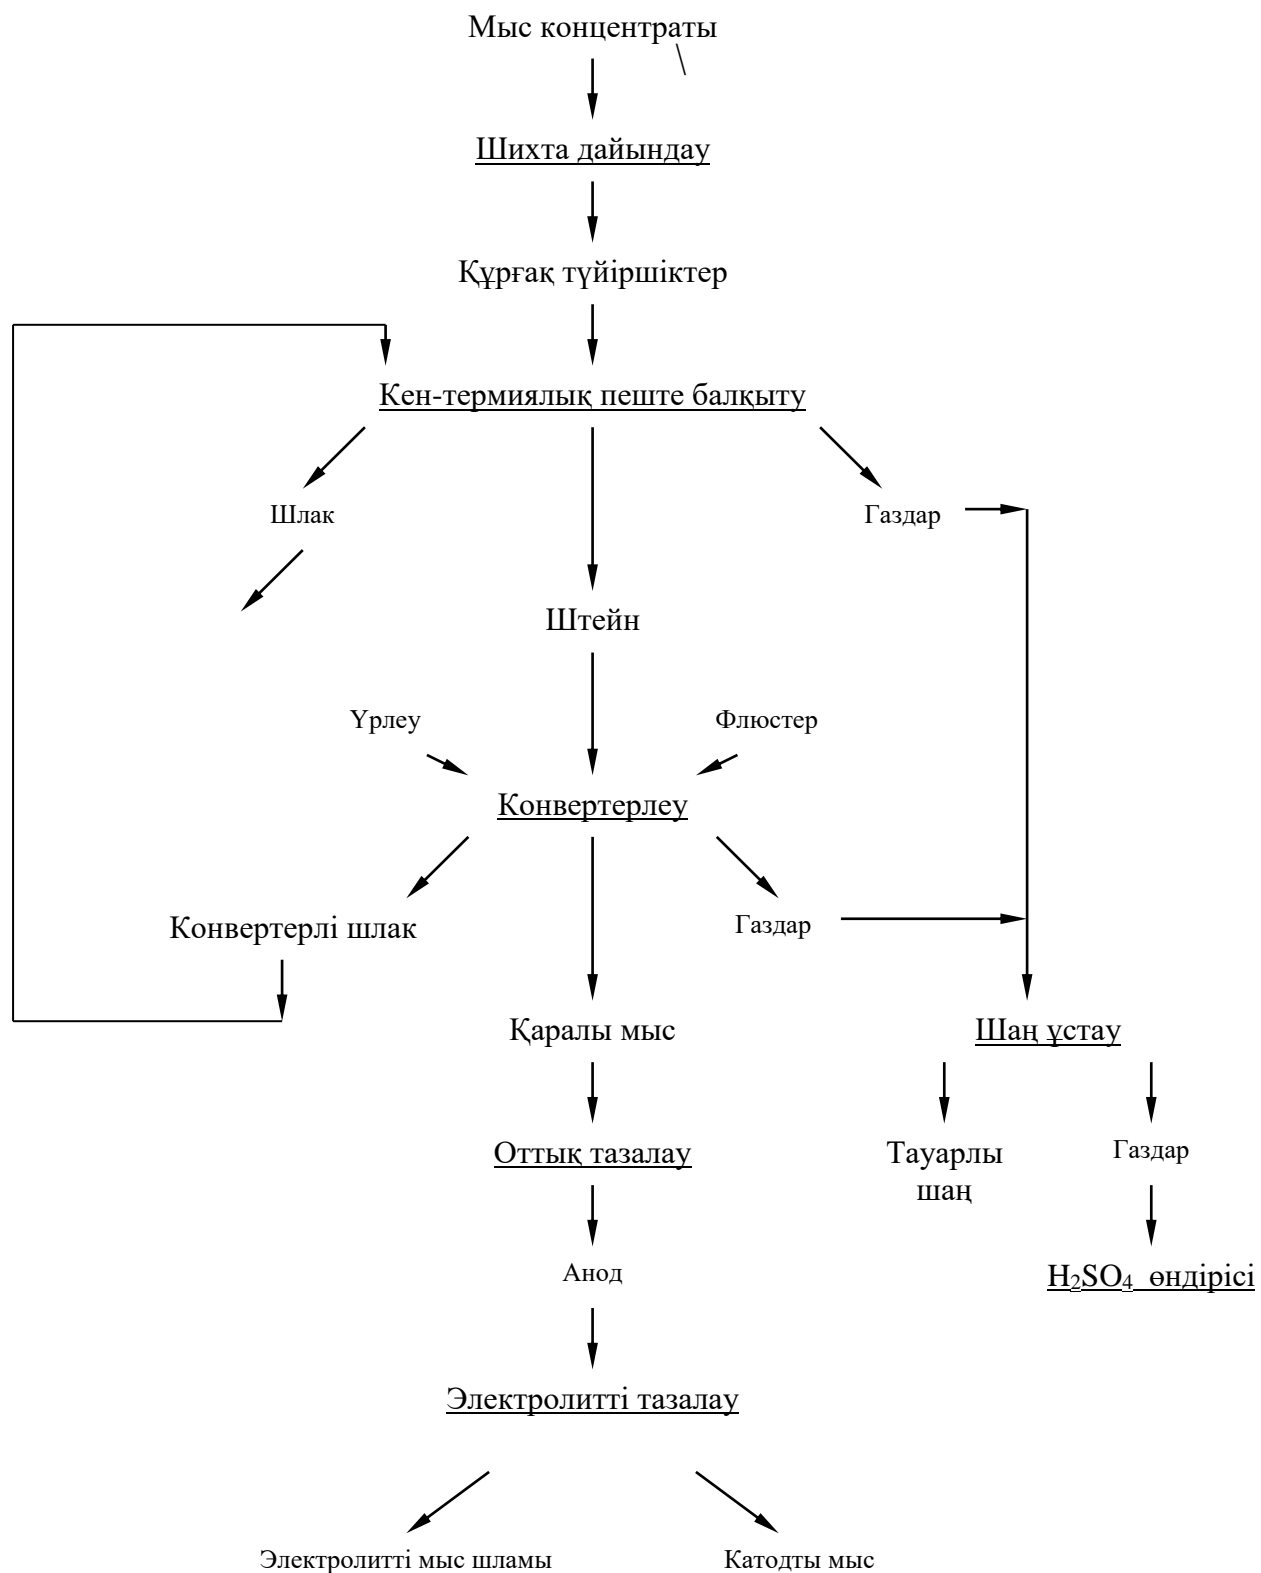 Мыс концентраты
Шихта дайындау
Құрғақ түйіршіктер
Кен-термиялық пеште балқыту
Шлак
Газдар
Штейн
Үрлеу
Флюстер
Конвертерлеу
Конвертерлі шлак
Газдар
Қаралы мыс
Шаң ұстау
Оттық тазалау
Тауарлы
шаң
Газдар
Анод
H₂SO₄ өндірісі
Электролитті тазалау
Электролитті мыс шламы
Катодты мыс